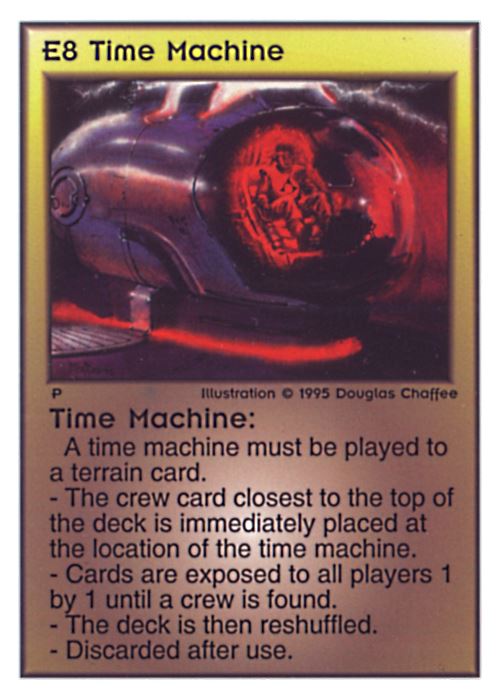 E8 Time Machine
P
Illustration © 1995 Douglas Chaffee
Time Machine:
A time machine must be played to
a terrain card.
- The crew card closest to the top of
the deck is immediately placed at
the location of the time machine.
- Cards are exposed to all players 1
by 1 until a crew is found.
- The deck is then reshuffled.
- Discarded after use.